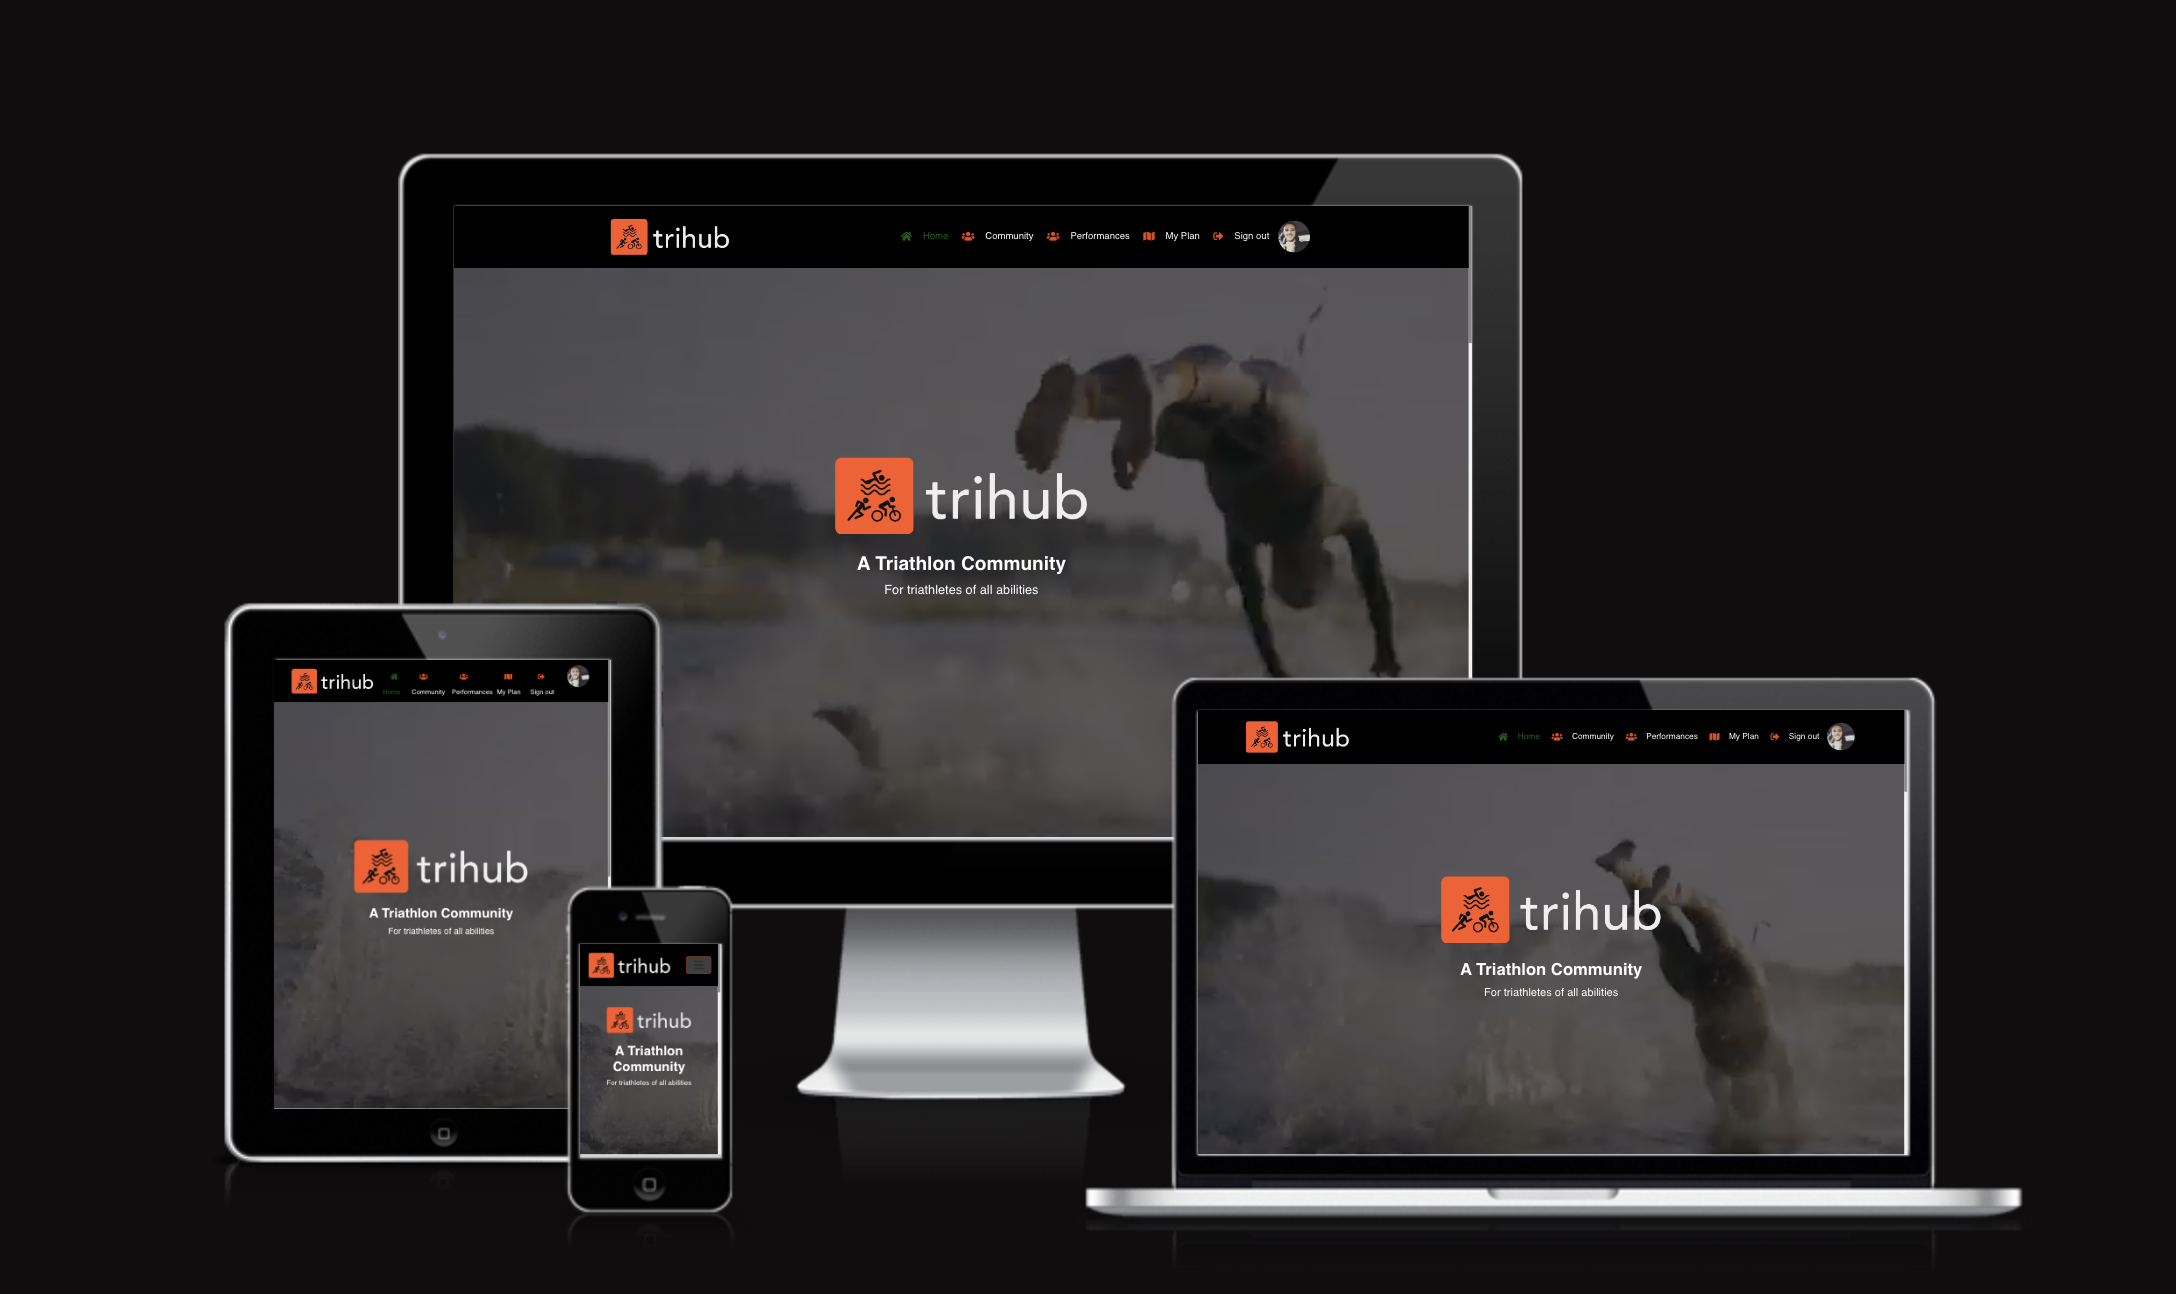 trihub
Home Community Performances My Plan Sign out
trihub
A Triathlon Community
For triathletes of all abilities
trihub
Home Community Performances My Plan Sign out
trihub
A Triathlon Community
For triathletes of all abilities
trihub
trihub
A Triathlon
Community
For triathletes of all abilities
trihub
Home Community Performances My Plan Sign out
trihub
A Triathlon Community
For triathletes of all abilities